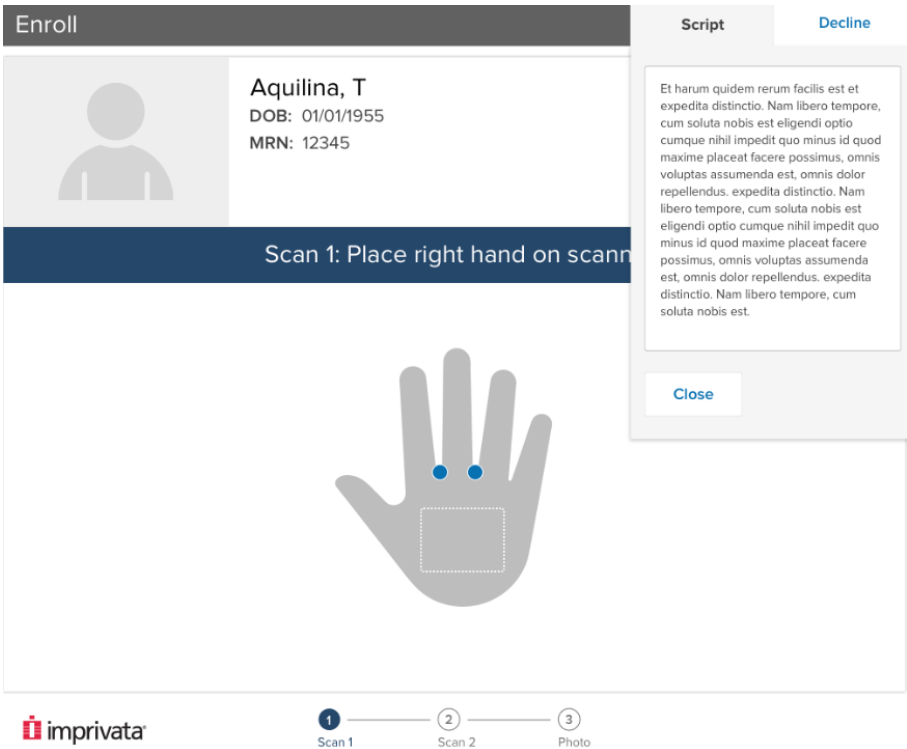 Enroll
Script
Decline
Aquilina, T
DOB: 01/01/1955
MRN: 12345
Et harum quidem rerum facilis est et
expedita distinctio. Nam libero tempore,
cum soluta nobis est eligendi optio
cumque nihil impedit quo minus id quod
maxime placeat facere possimus, omnis
voluptas assumenda est, omnis dolor
repellendus. expedita distinctio. Nam
libero tempore, cum soluta nobis est
eligendi optio cumque nihil impedit quo
minus id quod maxime placeat facere
possimus, omnis voluptas assumenda
est, omnis dolor repellendus. expedita
distinctio. Nam libero tempore, cum
soluta nobis est.
Close
Scan 1: Place right hand on scann
imprivata
1
2
3
Scan 1
Scan 2
Photo